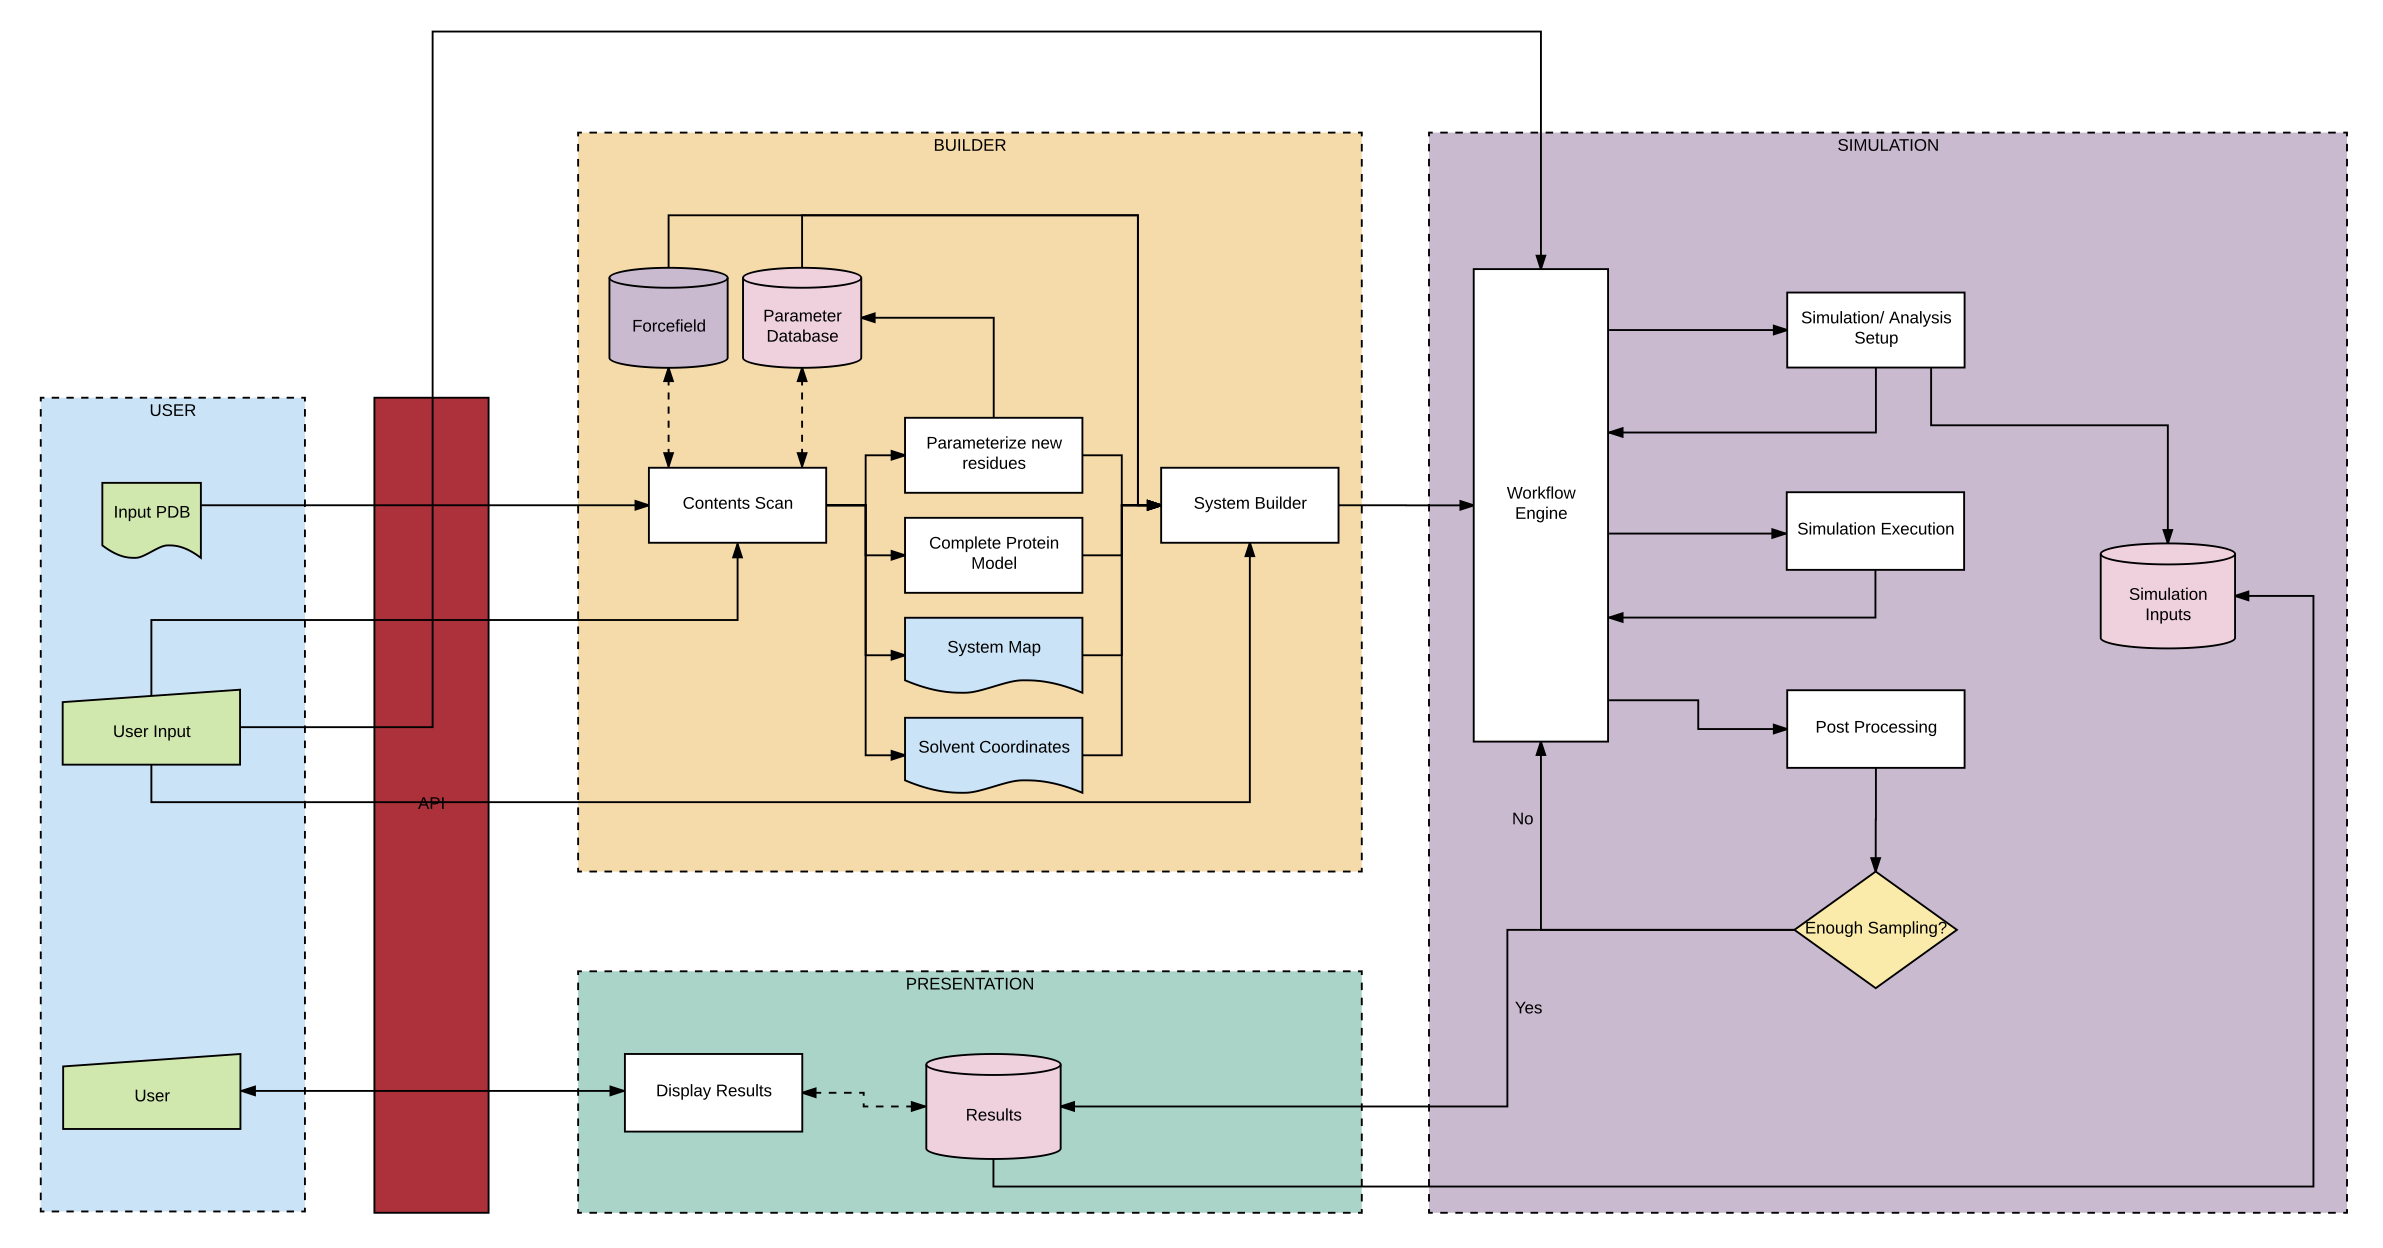 USER
Input PDB
User Input
User
API
BUILDER
Forcefield
Parameter
Database
Contents Scan
Parameterize new
residues
Complete Protein
Model
System Map
Solvent Coordinates
System Builder
PRESENTATION
Display Results
Results
SIMULATION
Workflow
Engine
Simulation/ Analysis
Setup
Simulation Execution
Simulation
Inputs
Post Processing
No
Enough Sampling?
Yes